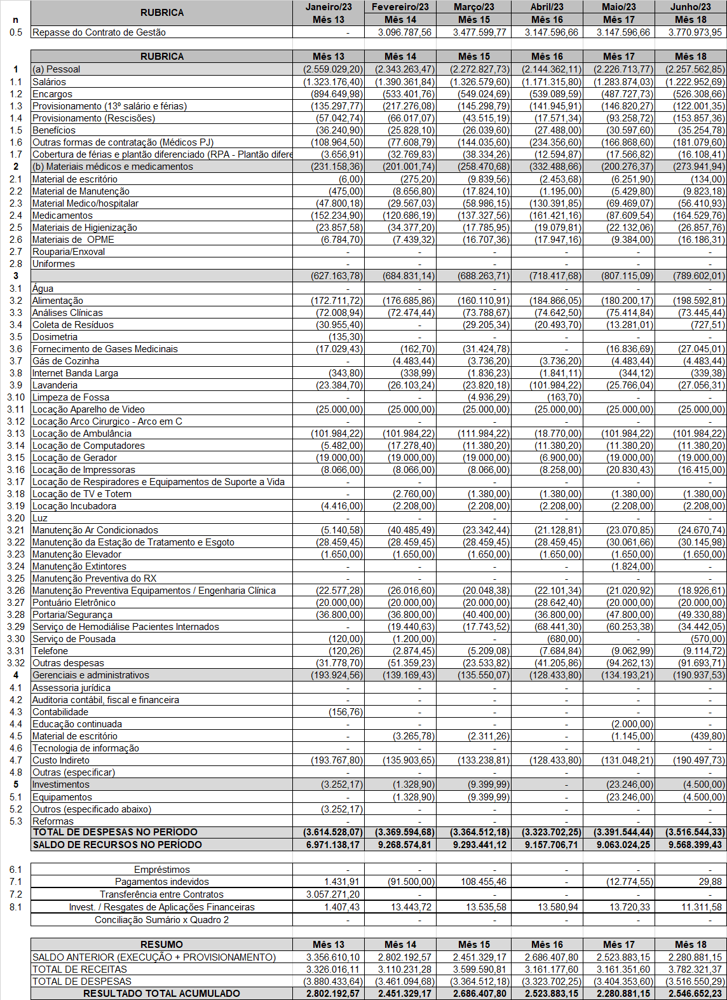 RUBRICA Janeiro/23 Fevereiro/23 Março/23 Abril/23 Maio/23 Junho/23
n Mês 13 Mês 14 Mês 15 Mês 16 Mês 17 Mês 18
0.5 Repasse do Contrato de Gestão - 3.096.787,56 3.477.599,77 3.147.596,66 3.147.596,66 3.770.973,95
RUBRICA Mês 13 Mês 14 Mês 15 Mês 16 Mês 17 Mês 18
1 (a) Pessoal (2.559.029,20) (2.343.263,47) (2.272.827,73) (2.144.362,11) (2.226.713,77) (2.257.562,85)
1.1 Salários (1.323.176,40) (1.390.361,84) (1.326.579,60) (1.171.315,80) (1.283.874,03) (1.222.952,69)
1.2 Encargos (894.649,98) (533.401,76) (549.024,69) (539.089,59) (487.727,73) (526.308,66)
1.3 Provisionamento (13º salário e férias) (135.297,77) (217.276,08) (145.298,79) (141.945,91) (146.820,27) (122.001,35)
1.4 Provisionamento (Rescisões) (57.042,74) (66.017,07) (43.515,19) (17.571,34) (93.258,72) (153.857,36)
1.5 Benefícios (36.240,90) (25.828,10) (26.039,60) (27.488,00) (30.597,60) (35.254,78)
1.6 Outras formas de contratação (Médicos PJ) (108.964,50) (77.608,79) (144.035,60) (234.356,60) (166.868,60) (181.079,60)
1.7 Cobertura de férias e plantão diferenciado (RPA - Plantão difere (3.656,91) (32.769,83) (38.334,26) (12.594,87) (17.566,82) (16.108,41)
2 (b) Materiais médicos e medicamentos (231.158,36) (201.001,74) (258.470,68) (332.488,66) (200.276,37) (273.941,94)
2.1 Material de escritório (6,00) (275,20) (9.839,56) (2.453,68) (6.251,90) (134,00)
2.2 Material de Manutenção (475,00) (8.656,80) (17.824,10) (1.195,00) (5.429,80) (9.823,18)
2.3 Material Medico/hospitalar (47.800,18) (29.567,03) (58.986,15) (130.391,85) (69.469,07) (56.410,93)
2.4 Medicamentos (152.234,90) (120.686,19) (137.327,56) (161.421,16) (87.609,54) (164.529,76)
2.5 Materiais de Higienização (23.857,58) (34.377,20) (17.785,95) (19.079,81) (22.132,06) (26.857,76)
2.6 Materiais de OPME (6.784,70) (7.439,32) (16.707,36) (17.947,16) (9.384,00) (16.186,31)
2.7 Rouparia/Enxoval - - - - - -
2.8 Uniformes - - - - - -
3 (627.163,78) (684.831,14) (688.263,71) (718.417,68) (807.115,09) (789.602,01)
3.1 Água - - - - - -
3.2 Alimentação (172.711,72) (176.685,86) (160.110,91) (184.866,05) (180.200,17) (198.592,81)
3.3 Análises Clínicas (72.008,94) (72.474,44) (73.788,67) (74.642,50) (75.414,84) (73.445,44)
3.4 Coleta de Resíduos (30.955,40) - (29.205,34) (20.493,70) (13.281,01) (727,51)
3.5 Dosimetria (135,30) - - - - -
3.6 Fornecimento de Gases Medicinais (17.029,43) (162,70) (31.424,78) - (16.836,69) (27.045,01)
3.7 Gás de Cozinha - (4.483,44) (3.736,20) (3.736,20) (4.483,44) (4.483,44)
3.8 Internet Banda Larga (343,80) (338,99) (1.836,23) (1.841,11) (344,12) (339,38)
3.9 Lavanderia (23.384,70) (26.103,24) (23.820,18) (101.984,22) (25.766,04) (27.056,31)
3.10 Limpeza de Fossa - - (4.936,29) (163,70) - -
3.11 Locação Aparelho de Video (25.000,00) (25.000,00) (25.000,00) (25.000,00) (25.000,00) (25.000,00)
3.12 Locação Arco Cirurgico - Arco em C - - - - - -
3.13 Locação de Ambulância (101.984,22) (101.984,22) (111.984,22) (18.770,00) (101.984,22) (101.984,22)
3.14 Locação de Computadores (5.482,00) (17.278,40) (11.380,20) (11.380,20) (11.380,20) (11.380,20)
3.15 Locação de Gerador (19.000,00) (19.000,00) (19.000,00) (6.900,00) (19.000,00) (19.000,00)
3.16 Locação de Impressoras (8.066,00) (8.066,00) (8.066,00) (8.258,00) (20.830,43) (16.415,00)
3.17 Locação de Respiradores e Equipamentos de Suporte a Vida - - - - - -
3.18 Locação de TV e Totem - (2.760,00) (1.380,00) (1.380,00) (1.380,00) (1.380,00)
3.19 Locação Incubadora (4.416,00) (2.208,00) (2.208,00) (2.208,00) (2.208,00) (2.208,00)
3.20 Luz - - - - - -
3.21 Manutenção Ar Condicionados (5.140,58) (40.485,49) (23.342,44) (21.128,81) (23.070,85) (24.670,74)
3.22 Manutenção da Estação de Tratamento e Esgoto (28.459,45) (28.459,45) (28.459,45) (28.459,45) (30.061,66) (30.145,98)
3.23 Manutenção Elevador (1.650,00) (1.650,00) (1.650,00) (1.650,00) (1.650,00) (1.650,00)
3.24 Manutenção Extintores - - - - (1.824,00) -
3.25 Manutenção Preventiva do RX - - - - - -
3.26 Manutenção Preventiva Equipamentos / Engenharia Clínica (22.577,28) (26.016,60) (20.048,38) (22.101,34) (21.020,92) (18.926,61)
3.27 Pontuário Eletrônico (20.000,00) (20.000,00) (20.000,00) (28.642,40) (20.000,00) (20.000,00)
3.28 Portaria/Segurança (36.800,00) (36.800,00) (40.400,00) (36.800,00) (47.800,00) (49.330,88)
3.29 Serviço de Hemodiálise Pacientes Internados - (19.440,63) (17.743,52) (68.441,30) (60.253,38) (34.442,05)
3.30 Serviço de Pousada (120,00) (1.200,00) - (680,00) - (570,00)
3.31 Telefone (120,26) (2.874,45) (5.209,08) (7.684,84) (9.062,99) (9.114,72)
3.32 Outras despesas (31.778,70) (51.359,23) (23.533,82) (41.205,86) (94.262,13) (91.693,71)
4 Gerenciais e administrativos (193.924,56) (139.169,43) (135.550,07) (128.433,80) (134.193,21) (190.937,53)
4.1 Assessoria jurídica - - - - - -
4.2 Auditoria contábil, fiscal e financeira - - - - - -
4.3 Contabilidade (156,76) - - - - -
4.4 Educação continuada - - - - (2.000,00) -
4.5 Material de escritório - (3.265,78) (2.311,26) - (1.145,00) (439,80)
4.6 Tecnologia de informação - - - - - -
4.7 Custo Indireto (193.767,80) (135.903,65) (133.238,81) (128.433,80) (131.048,21) (190.497,73)
4.8 Outras (especificar) - - - - - -
5 Investimentos (3.252,17) (1.328,90) (9.399,99) - (23.246,00) (4.500,00)
5.1 Equipamentos - (1.328,90) (9.399,99) - (23.246,00) (4.500,00)
5.2 Outros (especificado abaixo) (3.252,17) - - - - -
5.3 Reformas - - - - - -
TOTAL DE DESPESAS NO PERÍODO (3.614.528,07) (3.369.594,68) (3.364.512,18) (3.323.702,25) (3.391.544,44) (3.516.544,33)
SALDO DE RECURSOS NO PERÍODO 6.971.138,17 9.268.574,81 9.293.441,12 9.157.706,71 9.063.024,25 9.568.399,43
6.1 Empréstimos - - - - - -
7.1 Pagamentos indevidos 1.431,91 (91.500,00) 108.455,46 - (12.774,55) 29,88
7.2 Transferência entre Contratos 3.057.271,20 - - - - -
8.1 Invest. / Resgates de Aplicações Financeiras 1.407,43 13.443,72 13.535,58 13.580,94 13.720,33 11.311,58
Conciliação Sumário x Quadro 2 - - - - - -
RESUMO Mês 13 Mês 14 Mês 15 Mês 16 Mês 17 Mês 18
SALDO ANTERIOR (EXECUÇÃO + PROVISIONAMENTO) 3.356.610,10 2.802.192,57 2.451.329,17 2.686.407,80 2.523.883,15 2.280.881,15
TOTAL DE RECEITAS 3.326.016,11 3.110.231,28 3.599.590,81 3.161.177,60 3.161.351,60 3.782.321,37
TOTAL DE DESPESAS (3.880.433,64) (3.461.094,68) (3.364.512,18) (3.323.702,25) (3.404.353,60) (3.516.550,29)
RESULTADO TOTAL ACUMULADO 2.802.192,57 2.451.329,17 2.686.407,80 2.523.883,15 2.280.881,15 2.546.652,23